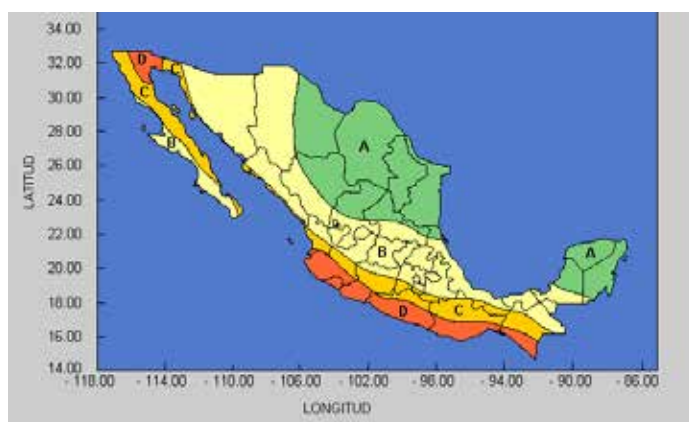 34.00
32.00
30.00
28.00
26.00
24.00
22.00
20.00
18.00
16.00
14.00
LATITUD
D
C
C
A
B
A
B
C
D
- 118.00 - 114.00 - 110.00 - 106.00 - 102.00 - 98.00 - 94.00 - 90.00 - 86.00
LONGITUD